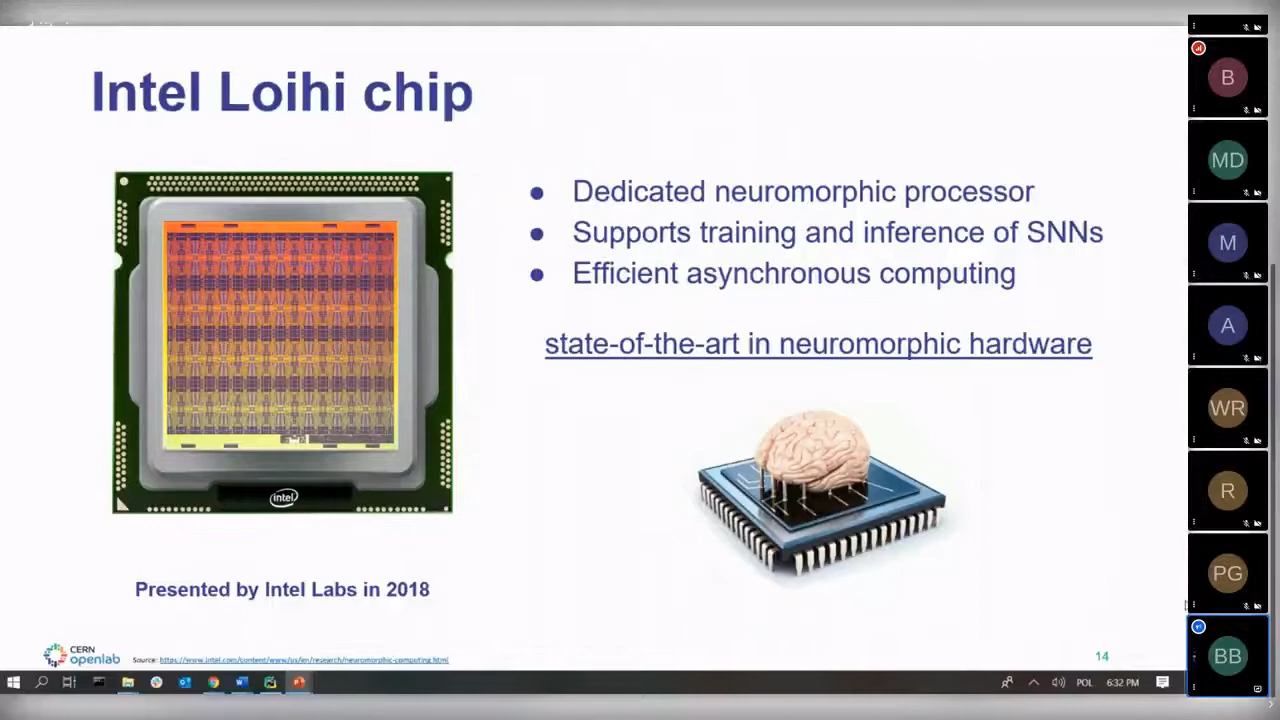 Intel Loihi chip
● Dedicated neuromorphic processor
● Supports training and inference of SNNs
● Efficient asynchronous computing
state-of-the-art in neuromorphic hardware
intel
Presented by Intel Labs in 2018
CERN
openlab
Source: https://www.intel.com/content/www/us/en/research/neuromorphic-computing.html
14
POL
6:32 PM
B
MD
M
A
WR
R
PG
BB